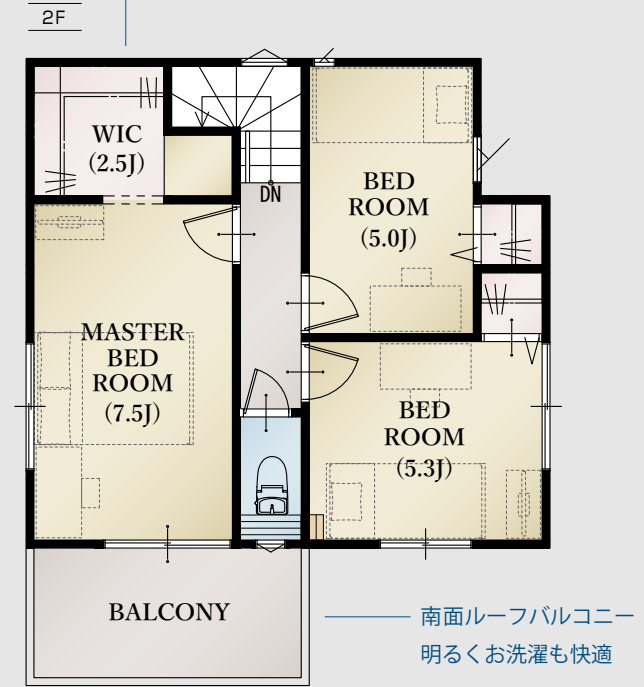 2F
WIC
(2.5J)
DN
BED
ROOM
(5.0J)
MASTER
BED
ROOM
(7.5J)
BED
ROOM
(5.3J)
BALCONY
南面ルーフバルコニー
明るくお洗濯も快適